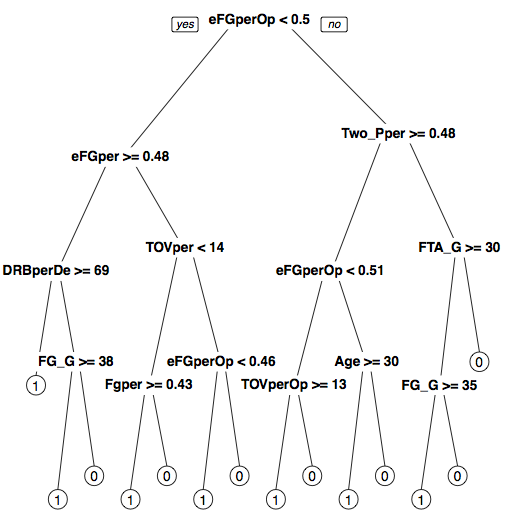 yes eFGperOp < 0.5 no
Two_Pper >= 0.48
eFGper >= 0.48
TOVper < 14 FTA_G >= 30
DRBperDe >= 69 eFGperOp < 0.51
FG_G >= 38 eFGperOp < 0.46 Age >= 30 0
1 Fgper >= 0.43 TOVperOp >= 13 FG_G >= 35
0 0 0 0 0 0
1 1 1 1 1 1